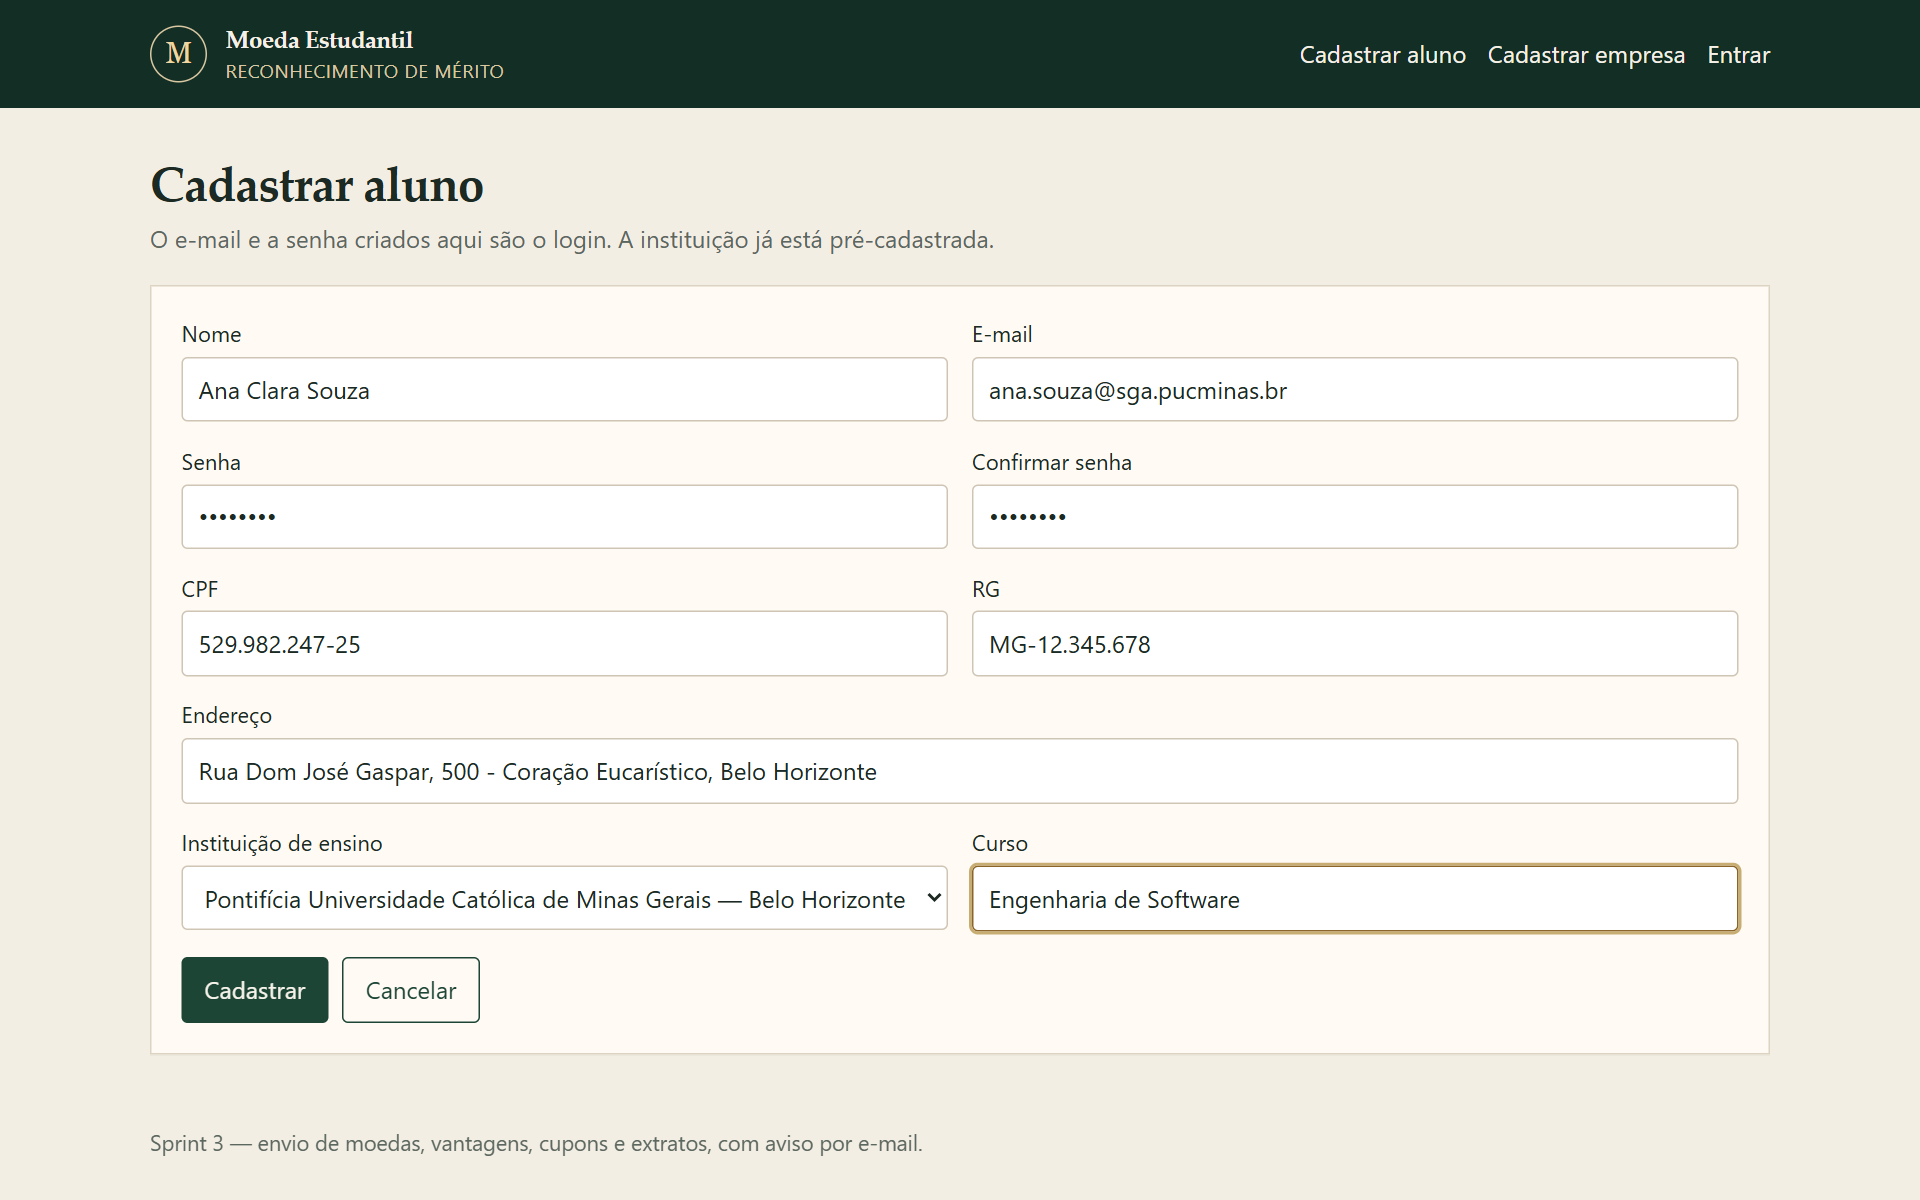 M
Moeda Estudantil
RECONHECIMENTO DE MÉRITO
Cadastrar aluno
Cadastrar empresa
Entrar
Cadastrar aluno
O e-mail e a senha criados aqui são o login. A instituição já está pré-cadastrada.
Nome
Ana Clara Souza
E-mail
ana.souza@sga.pucminas.br
Senha
••••••••
Confirmar senha
••••••••
CPF
529.982.247-25
RG
MG-12.345.678
Endereço
Rua Dom José Gaspar, 500 - Coração Eucarístico, Belo Horizonte
Instituição de ensino
Pontifícia Universidade Católica de Minas Gerais — Belo Horizonte
Curso
Engenharia de Software
Cadastrar
Cancelar
Sprint 3 — envio de moedas, vantagens, cupons e extratos, com aviso por e-mail.